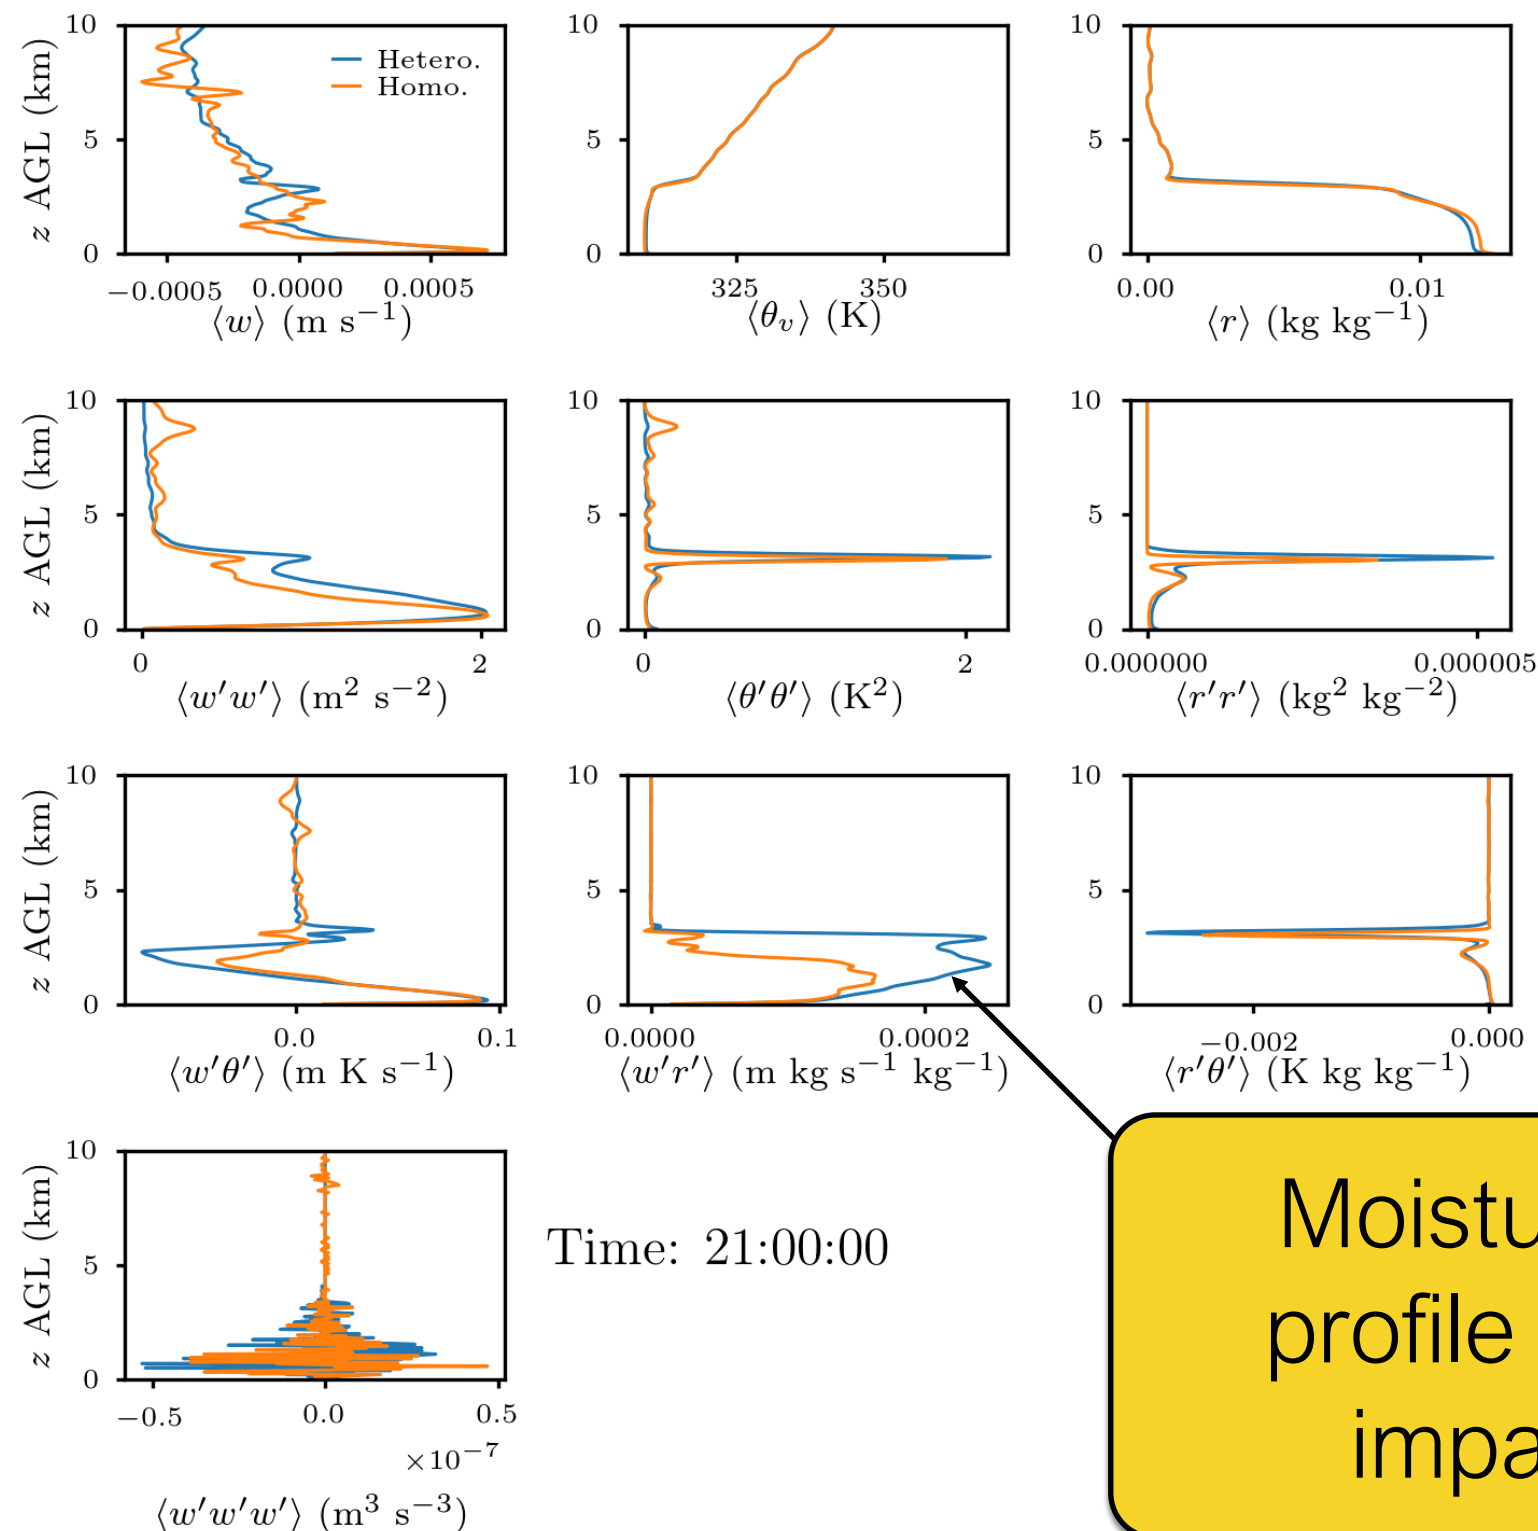 10
5
0
z AGL (km)
Hetero.
Homo.
−0.0005 0.0000 0.0005
⟨w⟩ (m s⁻¹)
10
5
0
325 350
⟨θᵥ⟩ (K)
10
5
0
0.00 0.01
⟨r⟩ (kg kg⁻¹)
10
5
0
z AGL (km)
0 2
⟨w′w′⟩ (m² s⁻²)
10
5
0
0 2
⟨θ′θ′⟩ (K²)
10
5
0
0.000000 0.000005
⟨r′r′⟩ (kg² kg⁻²)
10
5
0
z AGL (km)
0.0 0.1
⟨w′θ′⟩ (m K s⁻¹)
10
5
0
0.0000 0.0002
⟨w′r′⟩ (m kg s⁻¹ kg⁻¹)
10
5
0
−0.002 0.000
⟨r′θ′⟩ (K kg kg⁻¹)
10
5
0
z AGL (km)
−0.5 0.0 0.5
×10⁻⁷
⟨w′w′w′⟩ (m³ s⁻³)
Time: 21:00:00
profile